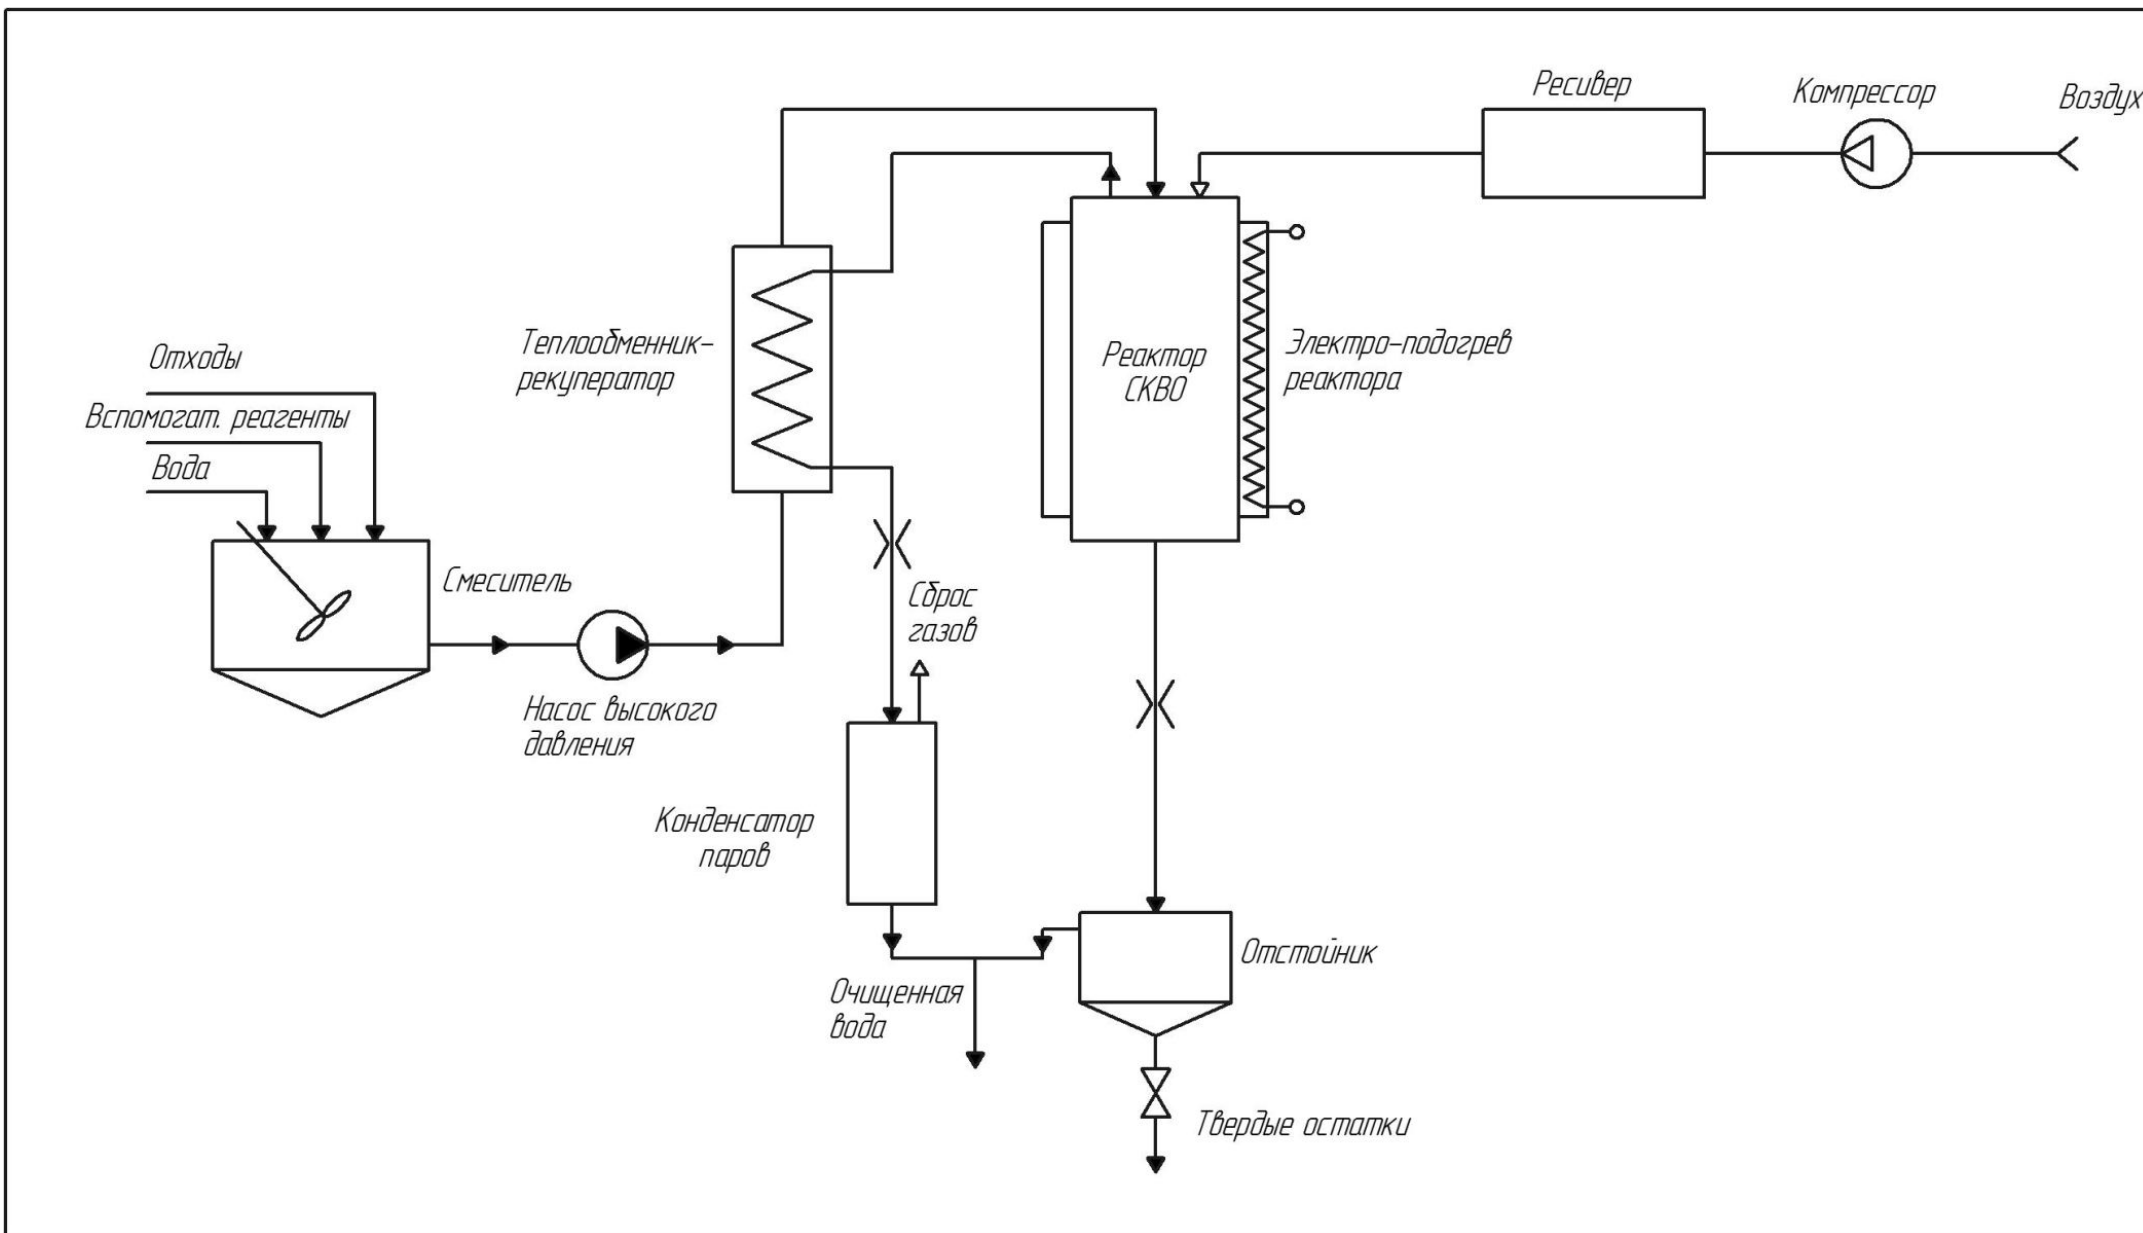 Ресивер
Компрессор
Воздух
Теплообменник-
рекуператор
Реактор
СКВО
Электро-подогрев
реактора
Отходы
Вспомогат. реагенты
Вода
Смеситель
Насос высокого
давления
Сброс
газов
Конденсатор
паров
Отстойник
Очищенная
вода
Твердые остатки